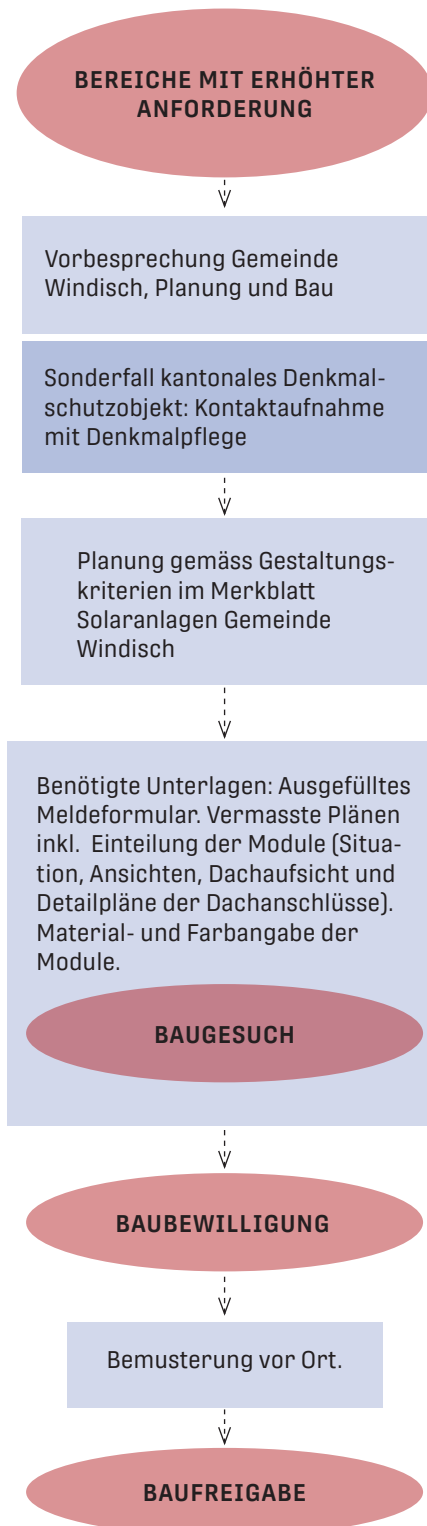 BEREICHE MIT ERHÖHTER
ANFORDERUNG
Vorbesprechung Gemeinde
Windisch, Planung und Bau
Sonderfall kantonales Denkmal-
schutzobjekt: Kontaktaufnahme
mit Denkmalpflege
Planung gemäss Gestaltungs-
kriterien im Merkblatt
Solaranlagen Gemeinde
Windisch
Benötigte Unterlagen: Ausgefülltes
Meldeformular. Vermasste Plänen
inkl. Einteilung der Module (Situa-
tion, Ansichten, Dachaufsicht und
Detailpläne der Dachanschlüsse).
Material- und Farbangabe der
Module.
BAUGESUCH
BAUBEWILLIGUNG
Bemusterung vor Ort.
BAUFREIGABE